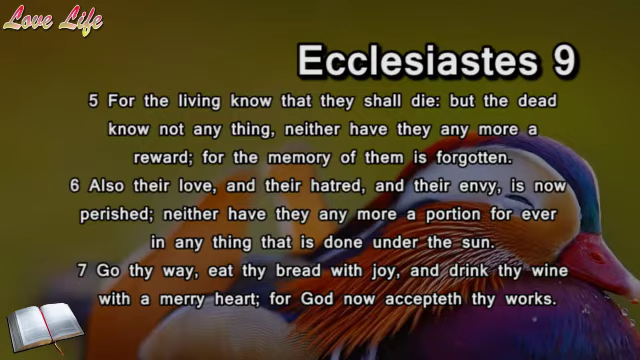 Love Life
Ecclesiastes 9
5 For the living know that they shall die: but the dead
know not any thing, neither have they any more a
reward; for the memory of them is forgotten.
6 Also their love, and their hatred, and their envy, is now
perished; neither have they any more a portion for ever
in any thing that is done under the sun.
7 Go thy way, eat thy bread with joy, and drink thy wine
with a merry heart; for God now accepteth thy works.